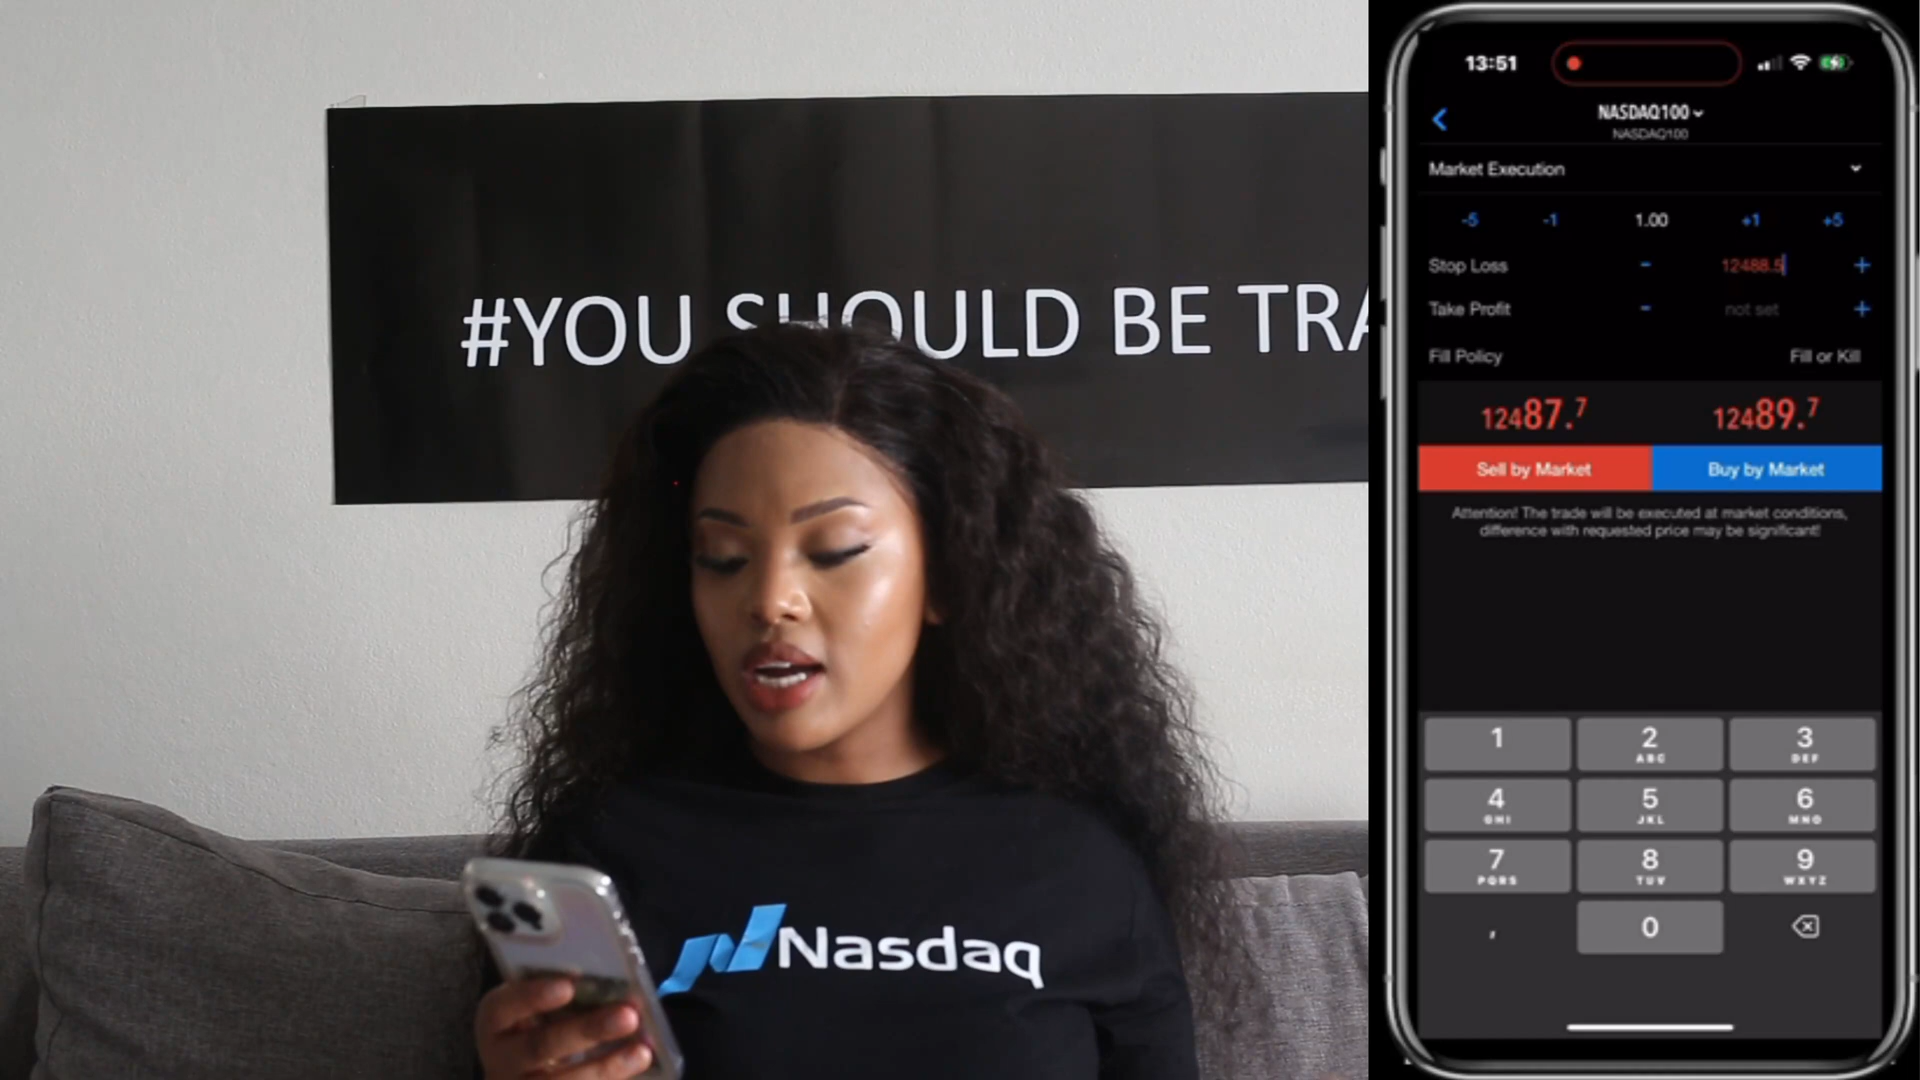 #YOU SHOULD BE TRA
Nasdaq
13:51
NASDAQ100
NASDAQ100
Market Execution
-5 -1 1.00 +1 +5
Stop Loss - 12488.5 +
Take Profit - not set +
Fill Policy Fill or Kill
12487.7 12489.7
Sell by Market Buy by Market
Attention! The trade will be executed at market conditions,
difference with requested price may be significant!
1 2 3
ABC DEF
4 5 6
GHI JKL MNO
7 8 9
PQRS TUV WXYZ
, 0